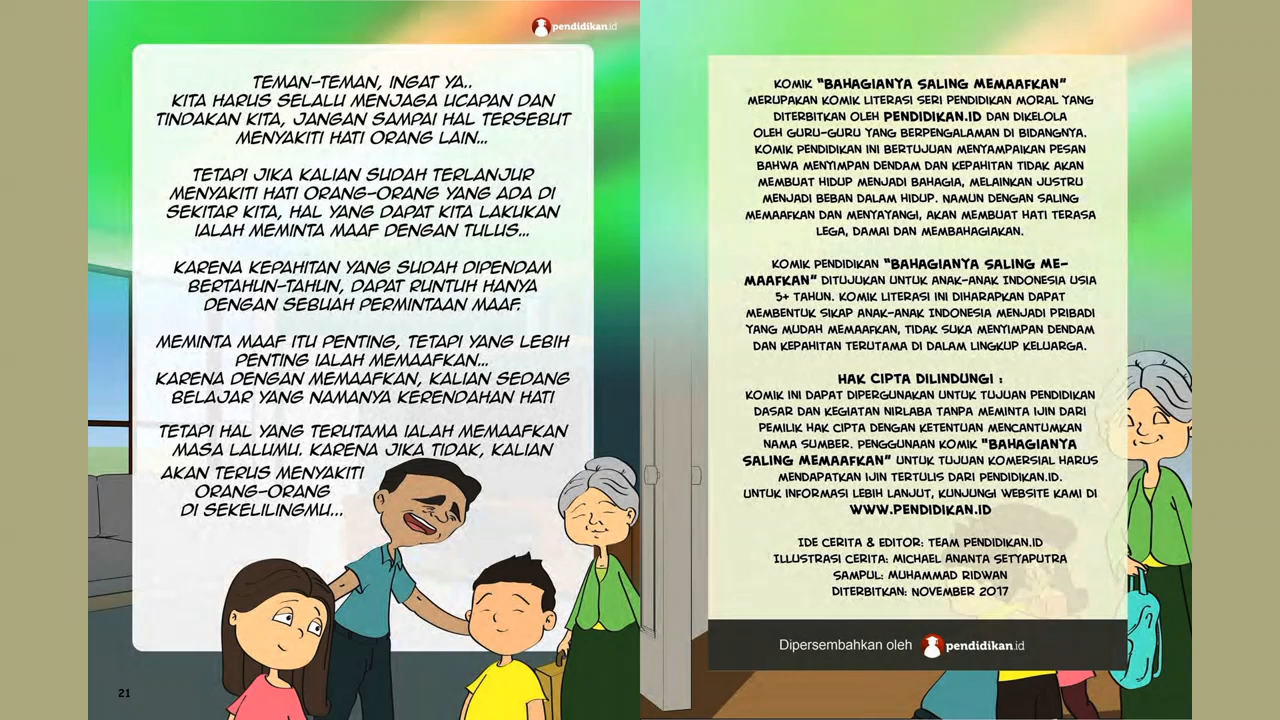 pendidikan.id
TEMAN-TEMAN, INGAT YA..
KITA HARUS SELALU MENJAGA UCAPAN DAN
TINDAKAN KITA, JANGAN SAMPAI HAL TERSEBUT
MENYAKITI HATI ORANG LAIN...
TETAPI JIKA KALIAN SUDAH TERLANJUR
MENYAKITI HATI ORANG-ORANG YANG ADA DI
SEKITAR KITA, HAL YANG DAPAT KITA LAKUKAN
IALAH MEMINTA MAAF DENGAN TULUS...
KARENA KEPAHITAN YANG SUDAH DIPENDAM
BERTAHUN-TAHUN, DAPAT RUNTUH HANYA
DENGAN SEBUAH PERMINTAAN MAAF.
MEMINTA MAAF ITU PENTING, TETAPI YANG LEBIH
PENTING IALAH MEMAAFKAN...
KARENA DENGAN MEMAAFKAN, KALIAN SEDANG
BELAJAR YANG NAMANYA KERENDAHAN HATI
TETAPI HAL YANG TERUTAMA IALAH MEMAAFKAN
MASA LALUMU. KARENA JIKA TIDAK, KALIAN
AKAN TERUS MENYAKITI
ORANG-ORANG
DI SEKELILINGMU...
21
KOMIK "BAHAGIANYA SALING MEMAAFKAN"
MERUPAKAN KOMIK LITERASI SERI PENDIDIKAN MORAL YANG
DITERBITKAN OLEH PENDIDIKAN.ID DAN DIKELOLA
OLEH GURU-GURU YANG BERPENGALAMAN DI BIDANGNYA.
KOMIK PENDIDIKAN INI BERTUJUAN MENYAMPAIKAN PESAN
BAHWA MENYIMPAN DENDAM DAN KEPAHITAN TIDAK AKAN
MEMBUAT HIDUP MENJADI BAHAGIA, MELAINKAN JUSTRU
MENJADI BEBAN DALAM HIDUP. NAMUN DENGAN SALING
MEMAAFKAN DAN MENYAYANGI, AKAN MEMBUAT HATI TERASA
LEGA, DAMAI DAN MEMBAHAGIAKAN.
KOMIK PENDIDIKAN "BAHAGIANYA SALING ME-
MAAFKAN" DITUJUKAN UNTUK ANAK-ANAK INDONESIA USIA
5+ TAHUN. KOMIK LITERASI INI DIHARAPKAN DAPAT
MEMBENTUK SIKAP ANAK-ANAK INDONESIA MENJADI PRIBADI
YANG MUDAH MEMAAFKAN, TIDAK SUKA MENYIMPAN DENDAM
DAN KEPAHITAN TERUTAMA DI DALAM LINGKUP KELUARGA.
HAK CIPTA DILINDUNGI :
KOMIK INI DAPAT DIPERGUNAKAN UNTUK TUJUAN PENDIDIKAN
DASAR DAN KEGIATAN NIRLABA TANPA MEMINTA IJIN DARI
PEMILIK HAK CIPTA DENGAN KETENTUAN MENCANTUMKAN
NAMA SUMBER. PENGGUNAAN KOMIK "BAHAGIANYA
SALING MEMAAFKAN" UNTUK TUJUAN KOMERSIAL HARUS
MENDAPATKAN IJIN TERTULIS DARI PENDIDIKAN.ID.
UNTUK INFORMASI LEBIH LANJUT, KUNJUNGI WEBSITE KAMI DI
WWW.PENDIDIKAN.ID
IDE CERITA & EDITOR: TEAM PENDIDIKAN.ID
ILLUSTRASI CERITA: MICHAEL ANANTA SETYAPUTRA
SAMPUL: MUHAMMAD RIDWAN
DITERBITKAN: NOVEMBER 2017
Dipersembahkan oleh pendidikan.id